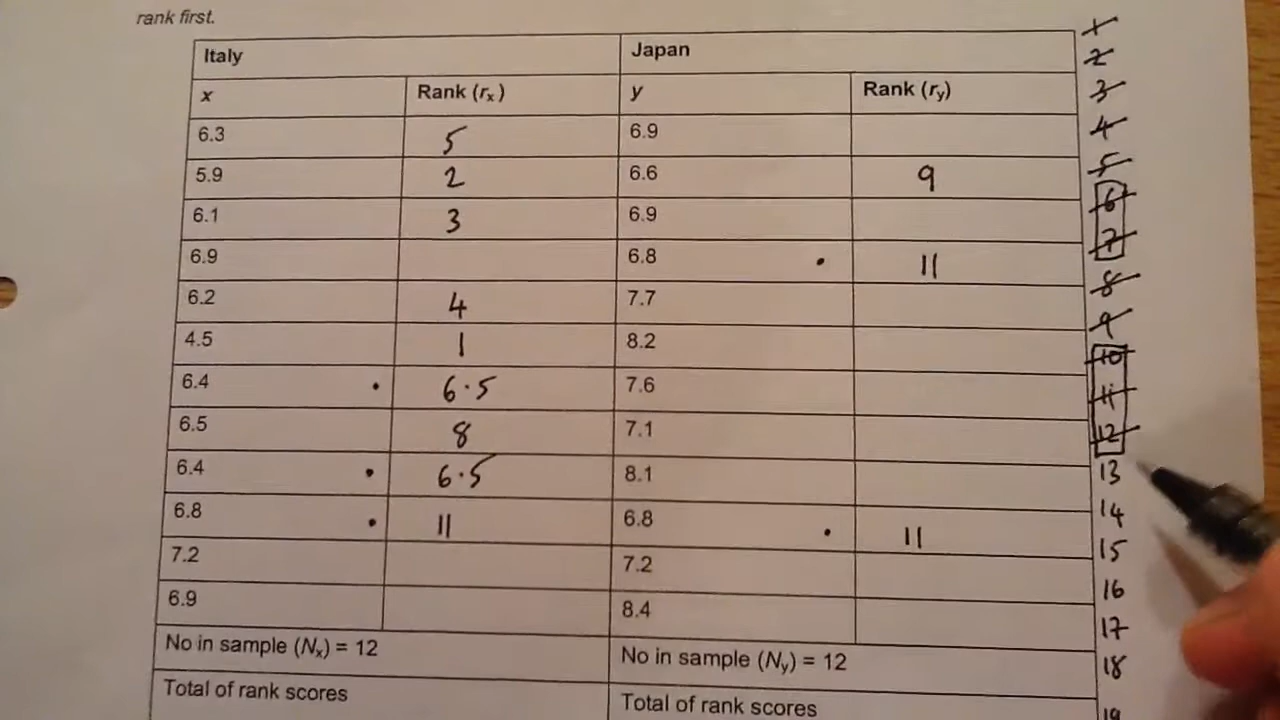 rank first.
Italy Japan
x Rank (rx) y Rank (ry)
6.3 5 6.9
5.9 2 6.6 9
6.1 3 6.9
6.9 6.8 11
6.2 4 7.7
4.5 1 8.2
6.4 6.5 7.6
6.5 8 7.1
6.4 6.5 8.1
6.8 11 6.8 11
7.2 7.2
6.9 8.4
No in sample (Nx) = 12 No in sample (Ny) = 12
Total of rank scores Total of rank scores
1
2
3
4
5
6
7
8
9
10
11
12
13
14
15
16
17
18
19